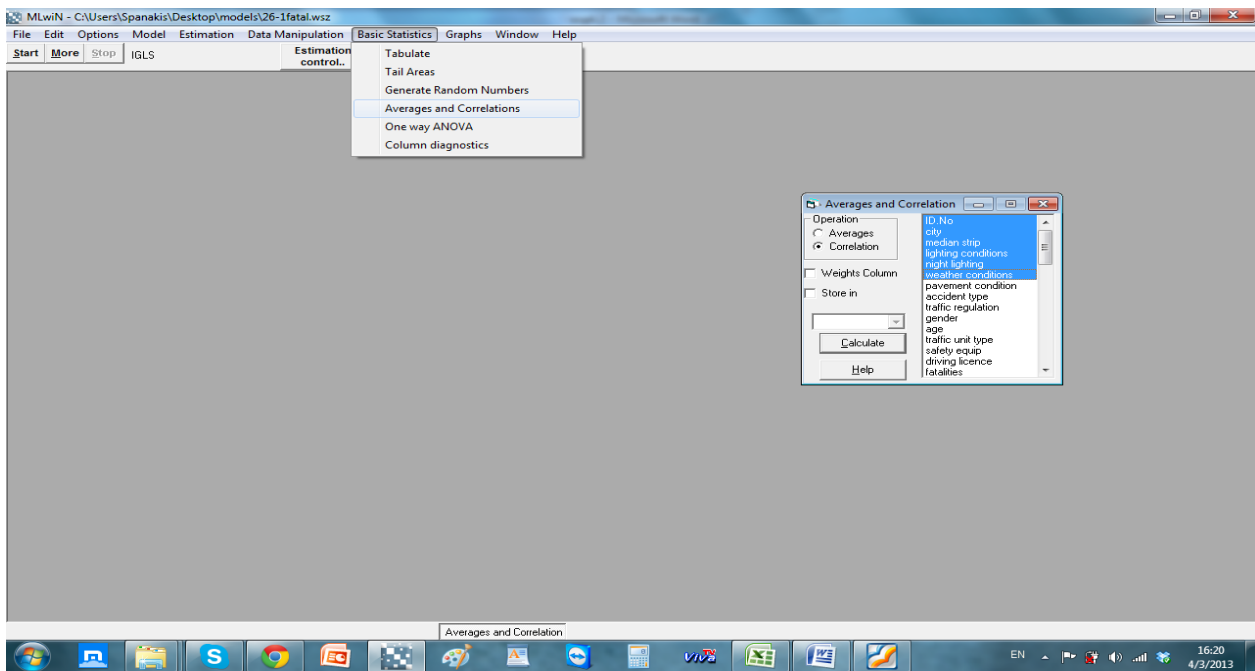 MLwiN - C:\Users\Spanakis\Desktop\models\26-1fatal.wsz
File Edit Options Model Estimation Data Manipulation Basic Statistics Graphs Window Help
Start More Stop IGLS Estimation control..
Tabulate
Tail Areas
Generate Random Numbers
Averages and Correlations
One way ANOVA
Column diagnostics
Averages and Correlation
Operation
Averages
Correlation
Weights Column
Store in
Calculate
Help
ID.No
city
median strip
lighting conditions
night lighting
weather conditions
pavement condition
accident type
traffic regulation
gender
age
traffic unit type
safety equip
driving licence
fatalities
Averages and Correlation
EN
16:20
4/3/2013